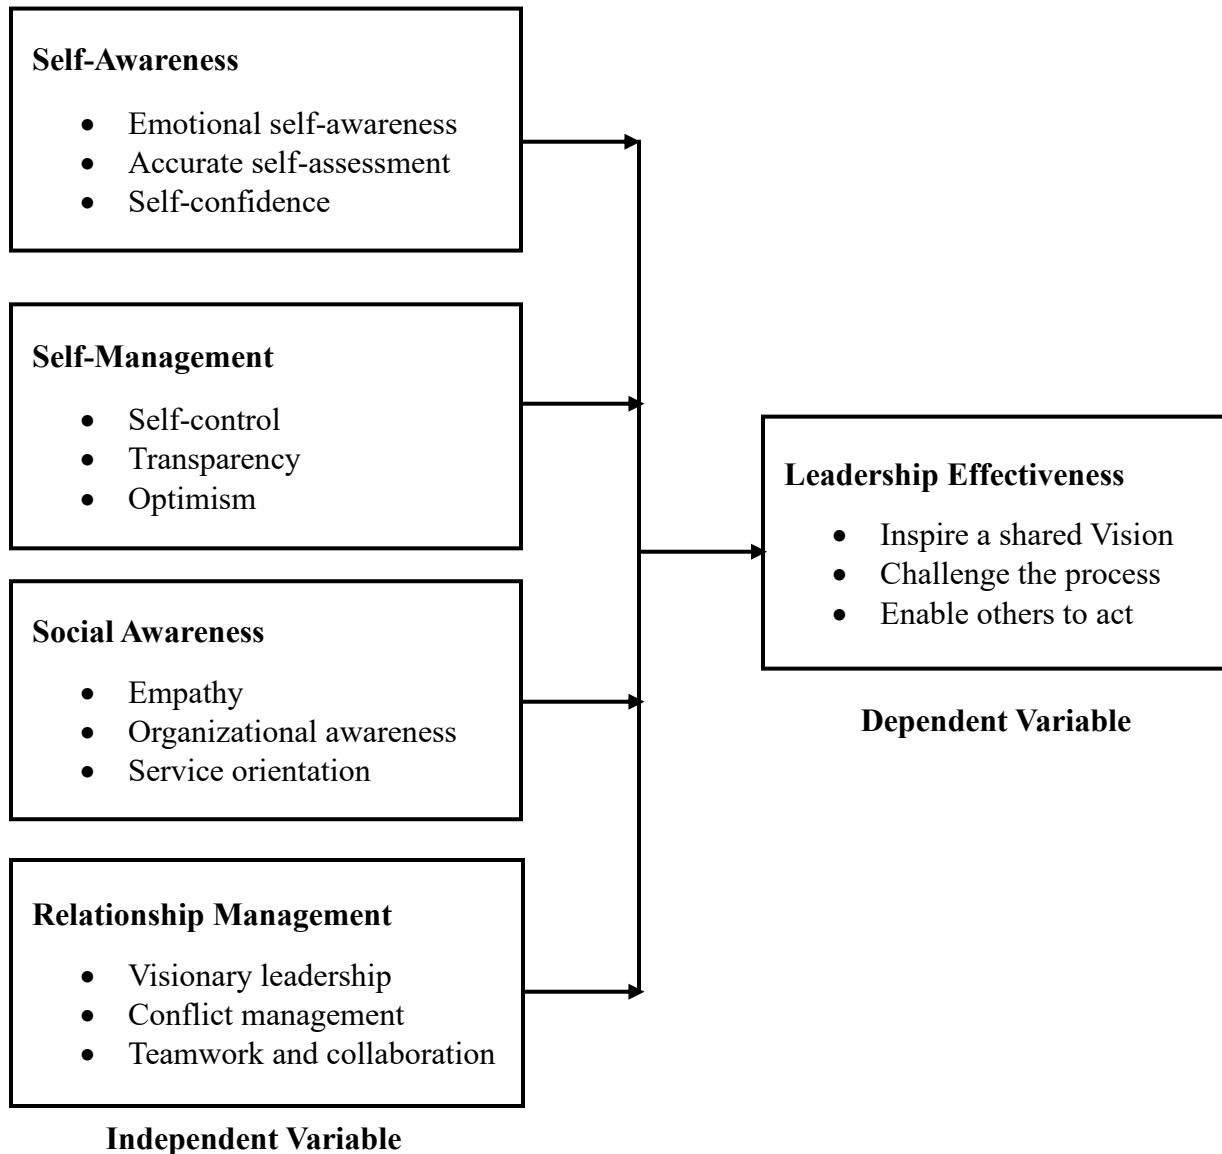 Self-Awareness
• Emotional self-awareness
• Accurate self-assessment
• Self-confidence
Self-Management
• Self-control
• Transparency
• Optimism
Social Awareness
• Empathy
• Organizational awareness
• Service orientation
Relationship Management
• Visionary leadership
• Conflict management
• Teamwork and collaboration
Independent Variable
Leadership Effectiveness
• Inspire a shared Vision
• Challenge the process
• Enable others to act
Dependent Variable